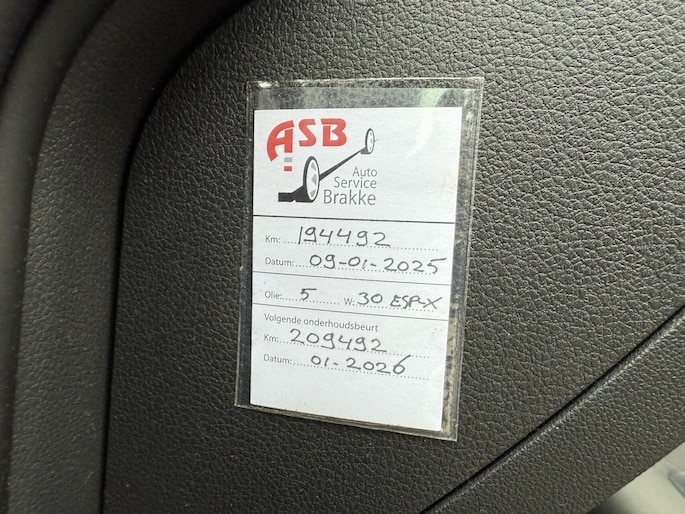 ASB
Auto
Service
Brakke
Km: 194492
Datum: 09-01-2025
Olie: 5 W: 30 ESP-X
Volgende onderhoudsbeurt
Km: 209492
Datum: 01-2026